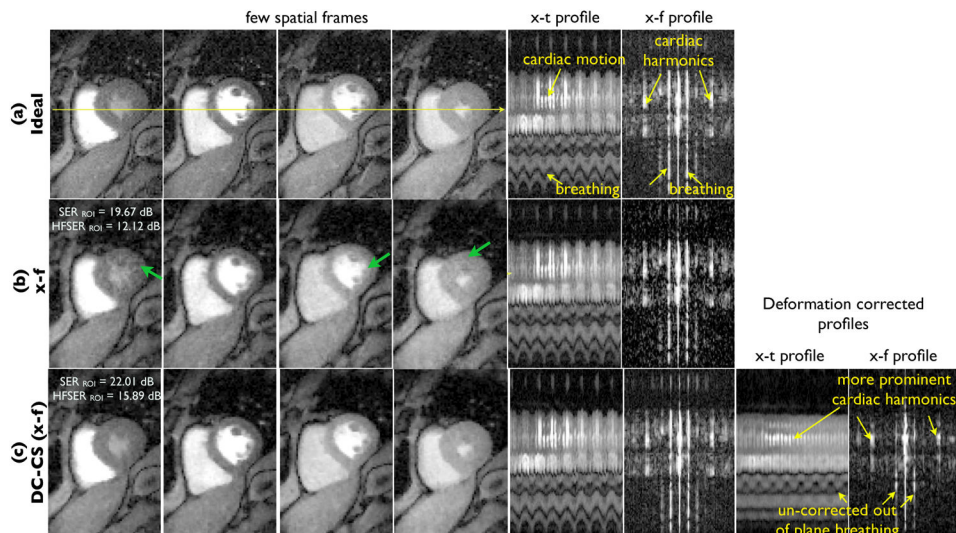 few spatial frames
x-t profile
x-f profile
(a)
Ideal
cardiac motion
cardiac
harmonics
breathing
breathing
(b)
x-f
SER ROI = 19.67 dB
HFSER ROI = 12.12 dB
Deformation corrected
profiles
x-t profile
x-f profile
(c)
DC-CS (x-f)
SER ROI = 22.01 dB
HFSER ROI = 15.89 dB
more prominent
cardiac harmonics
un-corrected out
of plane breathing